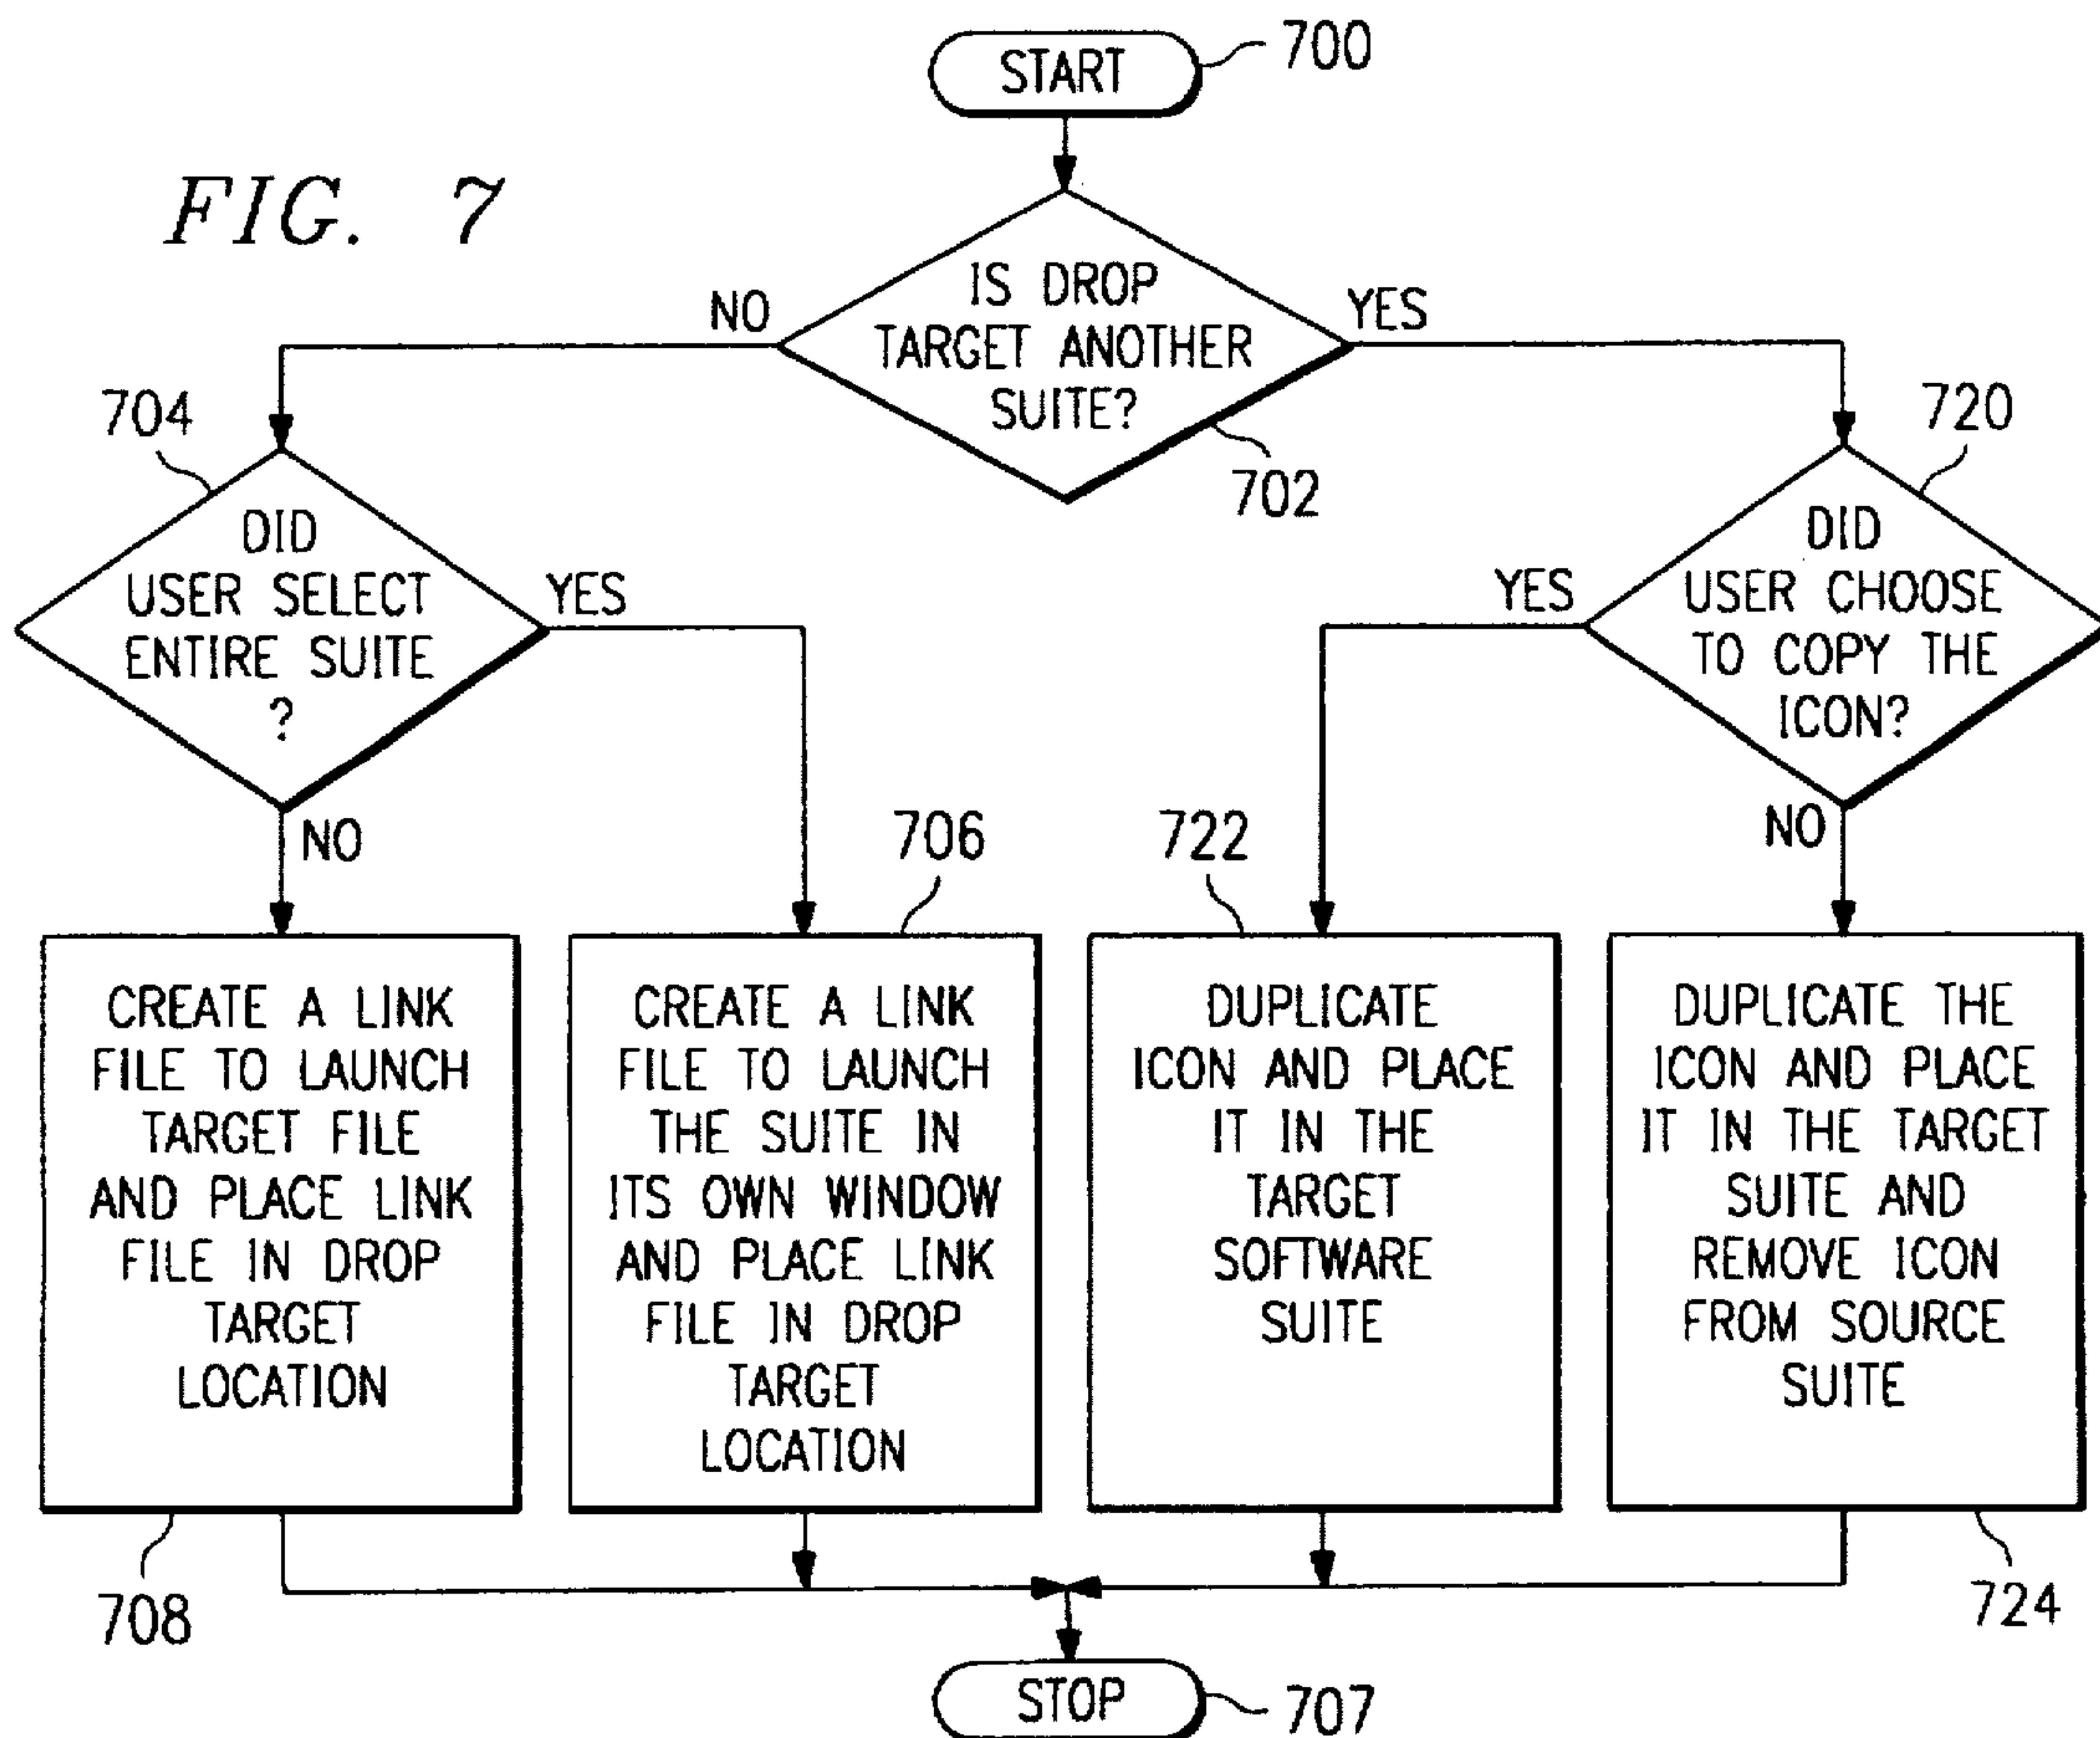 START
700
FIG. 7
IS DROP
TARGET ANOTHER
SUITE?
NO
YES
702
704
DID
USER SELECT
ENTIRE SUITE
?
YES
NO
720
DID
USER CHOOSE
TO COPY THE
ICON?
YES
NO
706
722
CREATE A LINK
FILE TO LAUNCH
TARGET FILE
AND PLACE LINK
FILE IN DROP
TARGET
LOCATION
CREATE A LINK
FILE TO LAUNCH
THE SUITE IN
ITS OWN WINDOW
AND PLACE LINK
FILE IN DROP
TARGET
LOCATION
DUPLICATE
ICON AND PLACE
IT IN THE
TARGET
SOFTWARE
SUITE
DUPLICATE THE
ICON AND PLACE
IT IN THE TARGET
SUITE AND
REMOVE ICON
FROM SOURCE
SUITE
708
724
STOP
707